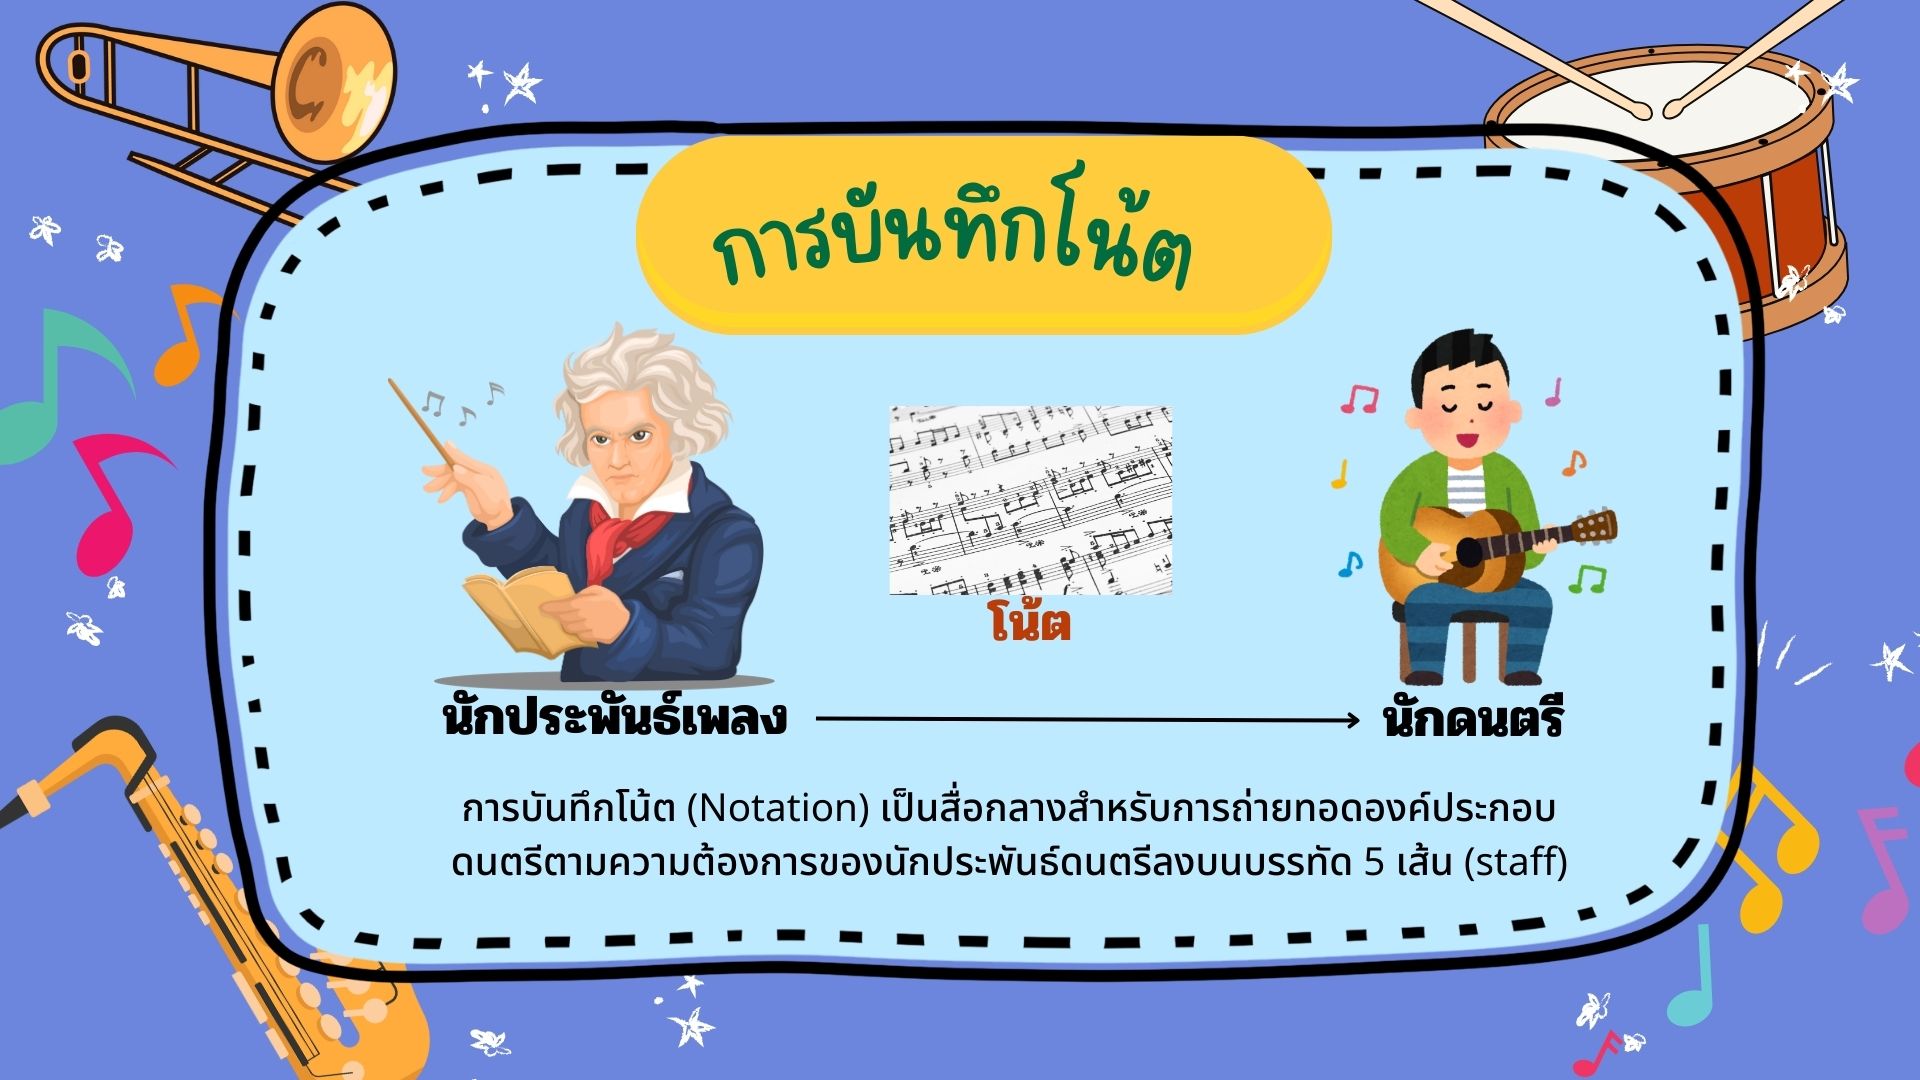 การบันทึกโน้ต
โน้ต
นักประพันธ์เพลง
นักดนตรี
การบันทึกโน้ต (Notation) เป็นสื่อกลางสำหรับการถ่ายทอดองค์ประกอบ
ดนตรีตามความต้องการของนักประพันธ์ดนตรีลงบนบรรทัด 5 เส้น (staff)